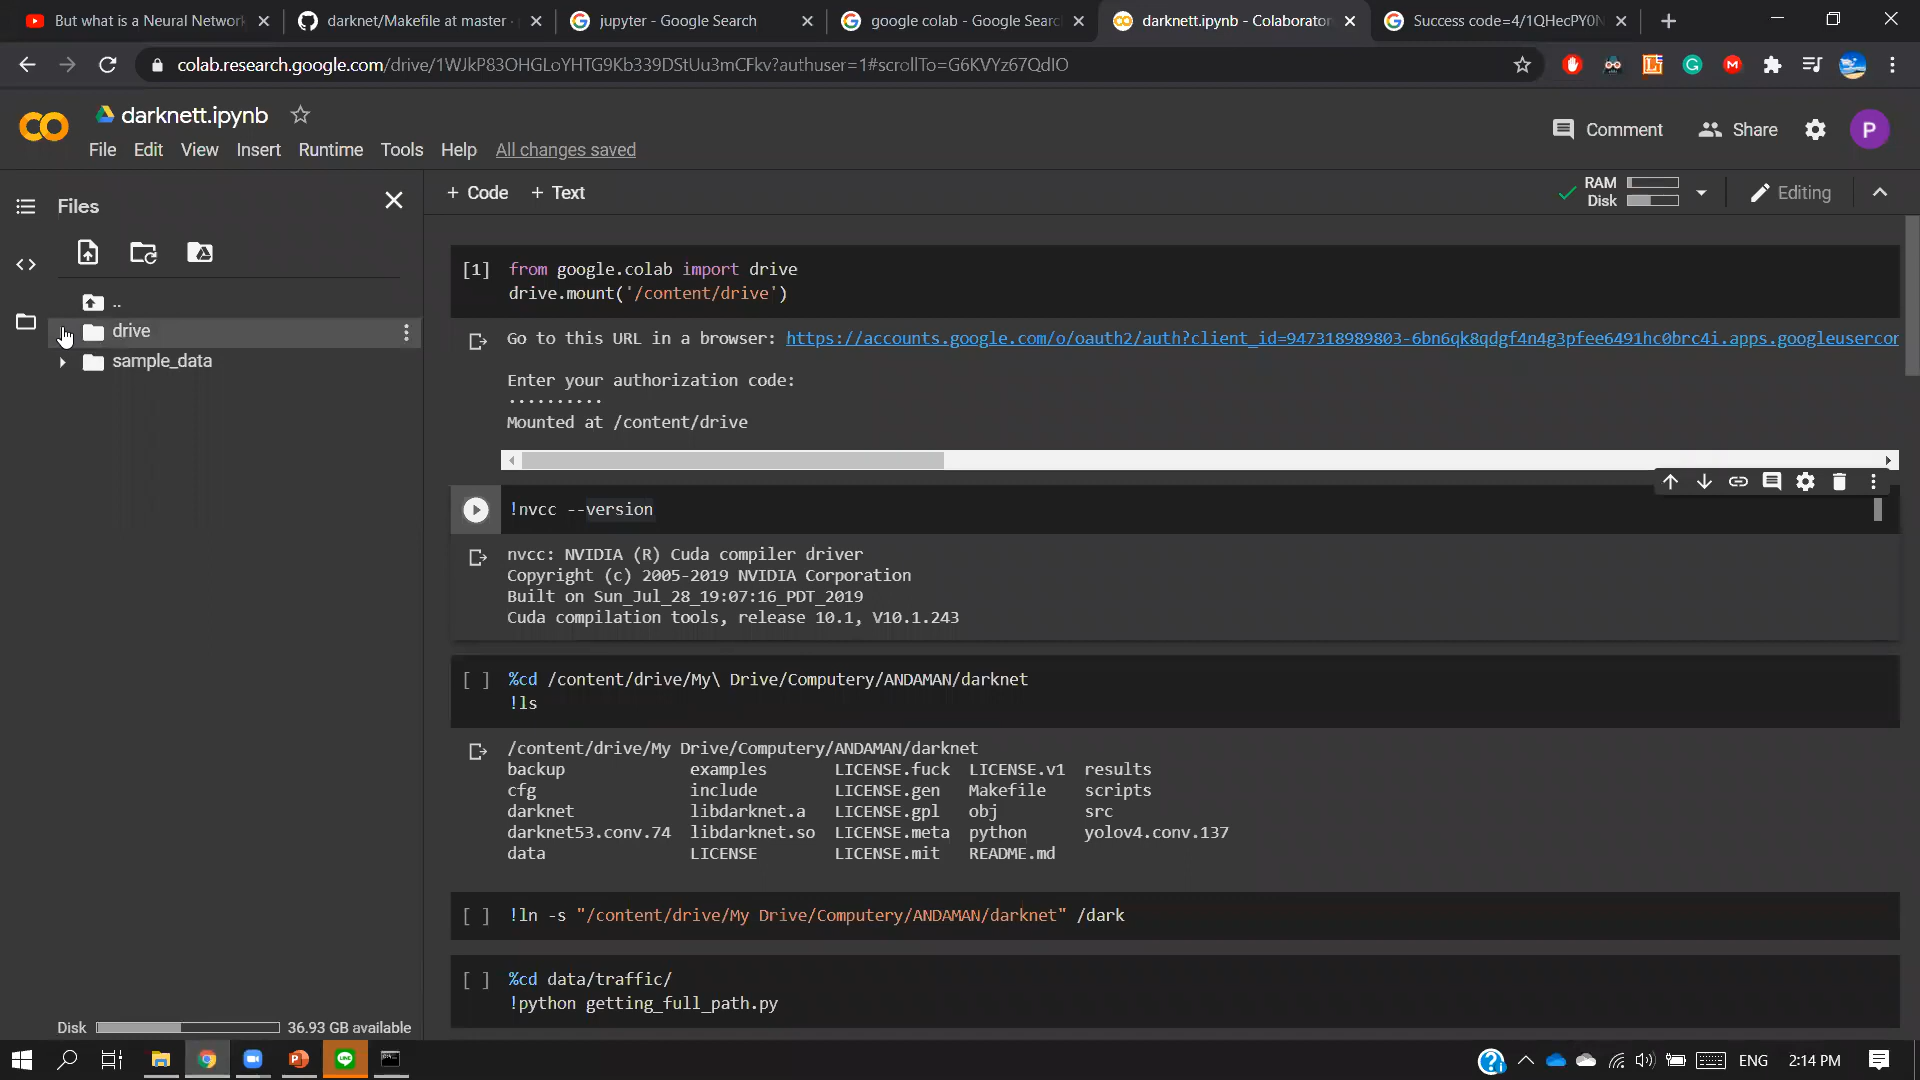 But what is a Neural Network
darknet/Makefile at master ·
jupyter - Google Search
google colab - Google Searc
darknett.ipynb - Colaborator
Success code=4/1QHecPY0N
colab.research.google.com/drive/1WJkP83OHGLoYHTG9Kb339DStUu3mCFkv?authuser=1#scrollTo=G6KVYz67QdIO
darknett.ipynb
Comment
Share
P
File Edit View Insert Runtime Tools Help All changes saved
Files
+ Code + Text
RAM
Disk
Editing
..
drive
sample_data
[1] from google.colab import drive
drive.mount('/content/drive')
Go to this URL in a browser: https://accounts.google.com/o/oauth2/auth?client_id=947318989803-6bn6qk8qdgf4n4g3pfee6491hc0brc4i.apps.googleusercon
Enter your authorization code:
··········
Mounted at /content/drive
!nvcc --version
nvcc: NVIDIA (R) Cuda compiler driver
Copyright (c) 2005-2019 NVIDIA Corporation
Built on Sun_Jul_28_19:07:16_PDT_2019
Cuda compilation tools, release 10.1, V10.1.243
[ ] %cd /content/drive/My\ Drive/Computery/ANDAMAN/darknet
!ls
/content/drive/My Drive/Computery/ANDAMAN/darknet
backup examples LICENSE.fuck LICENSE.v1 results
cfg include LICENSE.gen Makefile scripts
darknet libdarknet.a LICENSE.gpl obj src
darknet53.conv.74 libdarknet.so LICENSE.meta python yolov4.conv.137
data LICENSE LICENSE.mit README.md
[ ] !ln -s "/content/drive/My Drive/Computery/ANDAMAN/darknet" /dark
[ ] %cd data/traffic/
!python getting_full_path.py
Disk 36.93 GB available
ENG 2:14 PM